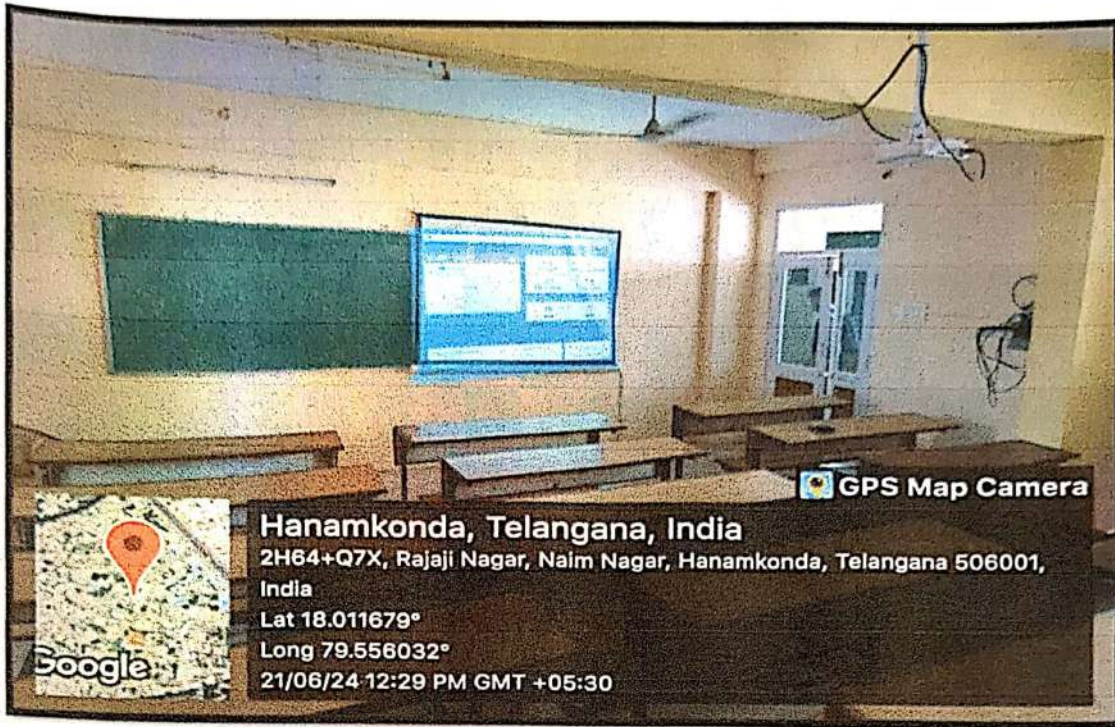 GPS Map Camera
Hanamkonda, Telangana, India
2H64+Q7X, Rajaji Nagar, Naim Nagar, Hanamkonda, Telangana 506001,
India
Lat 18.011679°
Long 79.556032°
21/06/24 12:29 PM GMT +05:30
Google